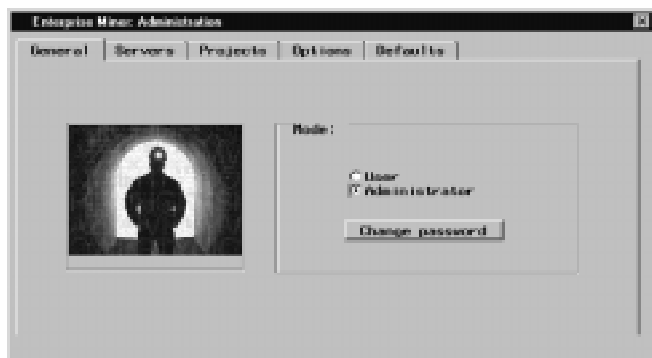 Enterprise Miner: Administration
General Servers Projects Options Defaults
Mode:
User
Administrator
Change password